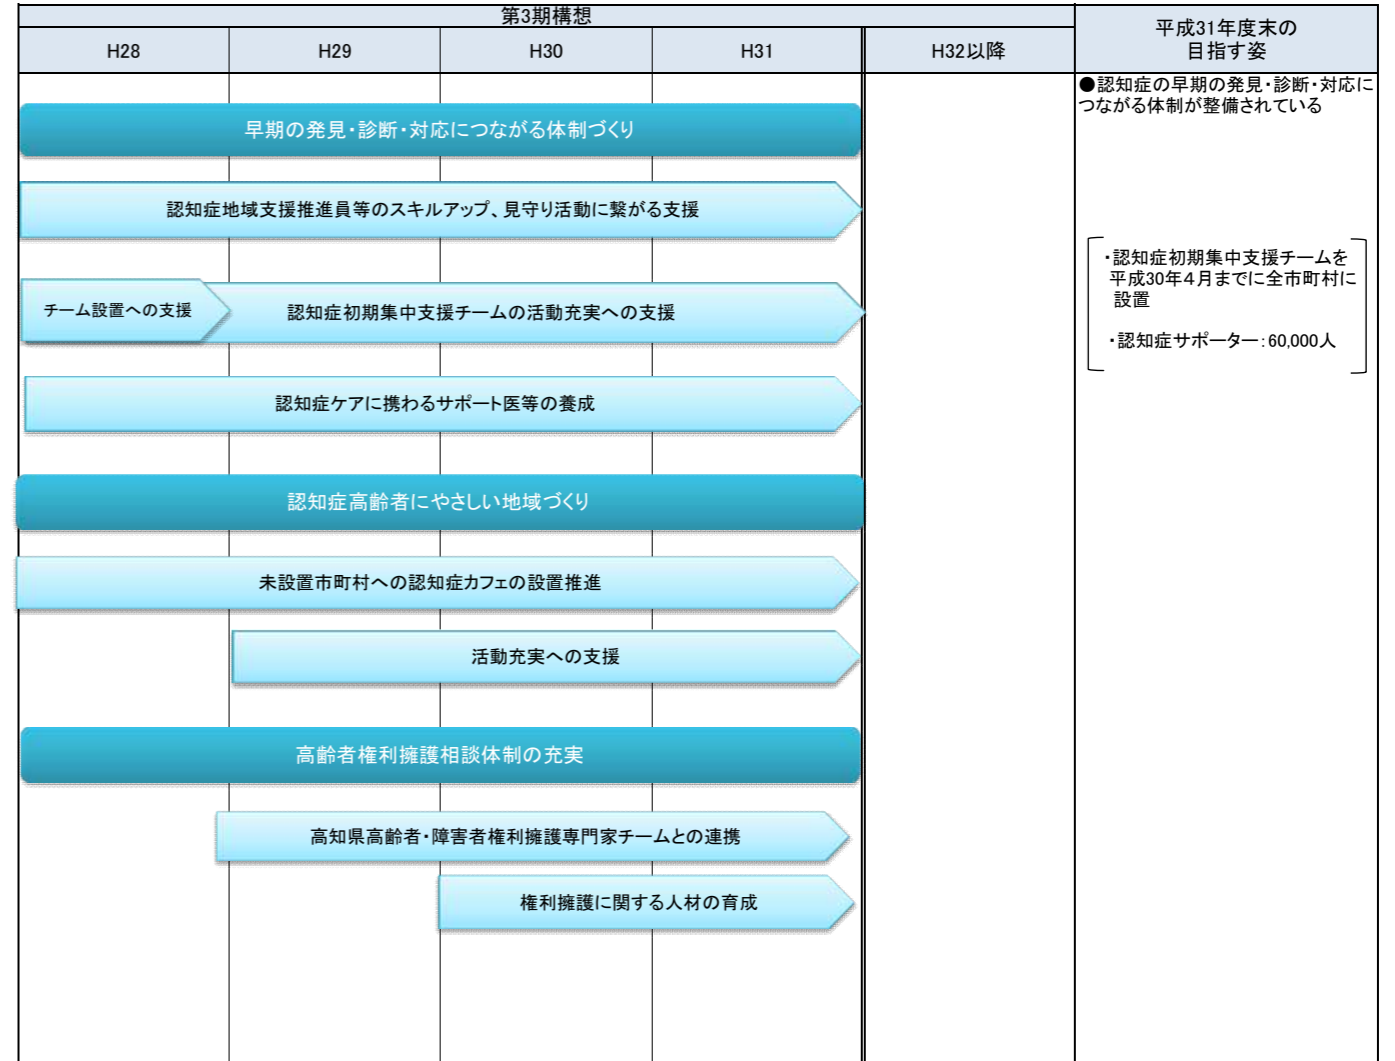 第3期構想
H28
H29
H30
H31
H32以降
平成31年度末の
目指す姿
早期の発見・診断・対応につながる体制づくり
認知症地域支援推進員等のスキルアップ、見守り活動に繋がる支援
チーム設置への支援
認知症初期集中支援チームの活動充実への支援
認知症ケアに携わるサポート医等の養成
認知症高齢者にやさしい地域づくり
未設置市町村への認知症カフェの設置推進
活動充実への支援
高齢者権利擁護相談体制の充実
高知県高齢者・障害者権利擁護専門家チームとの連携
権利擁護に関する人材の育成
●認知症の早期の発見・診断・対応に
つながる体制が整備されている
・認知症初期集中支援チームを
平成30年4月までに全市町村に
設置
・認知症サポーター：60,000人